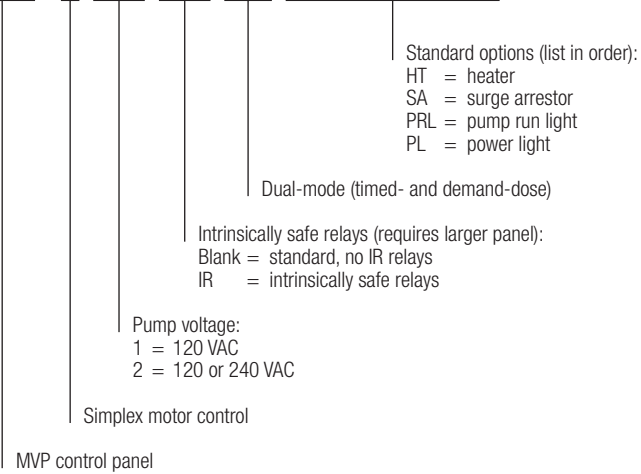 Standard options (list in order):
HT = heater
SA = surge arrestor
PRL = pump run light
PL = power light
Dual-mode (timed- and demand-dose)
Intrinsically safe relays (requires larger panel):
Blank = standard, no IR relays
IR = intrinsically safe relays
Pump voltage:
1 = 120 VAC
2 = 120 or 240 VAC
Simplex motor control
MVP control panel